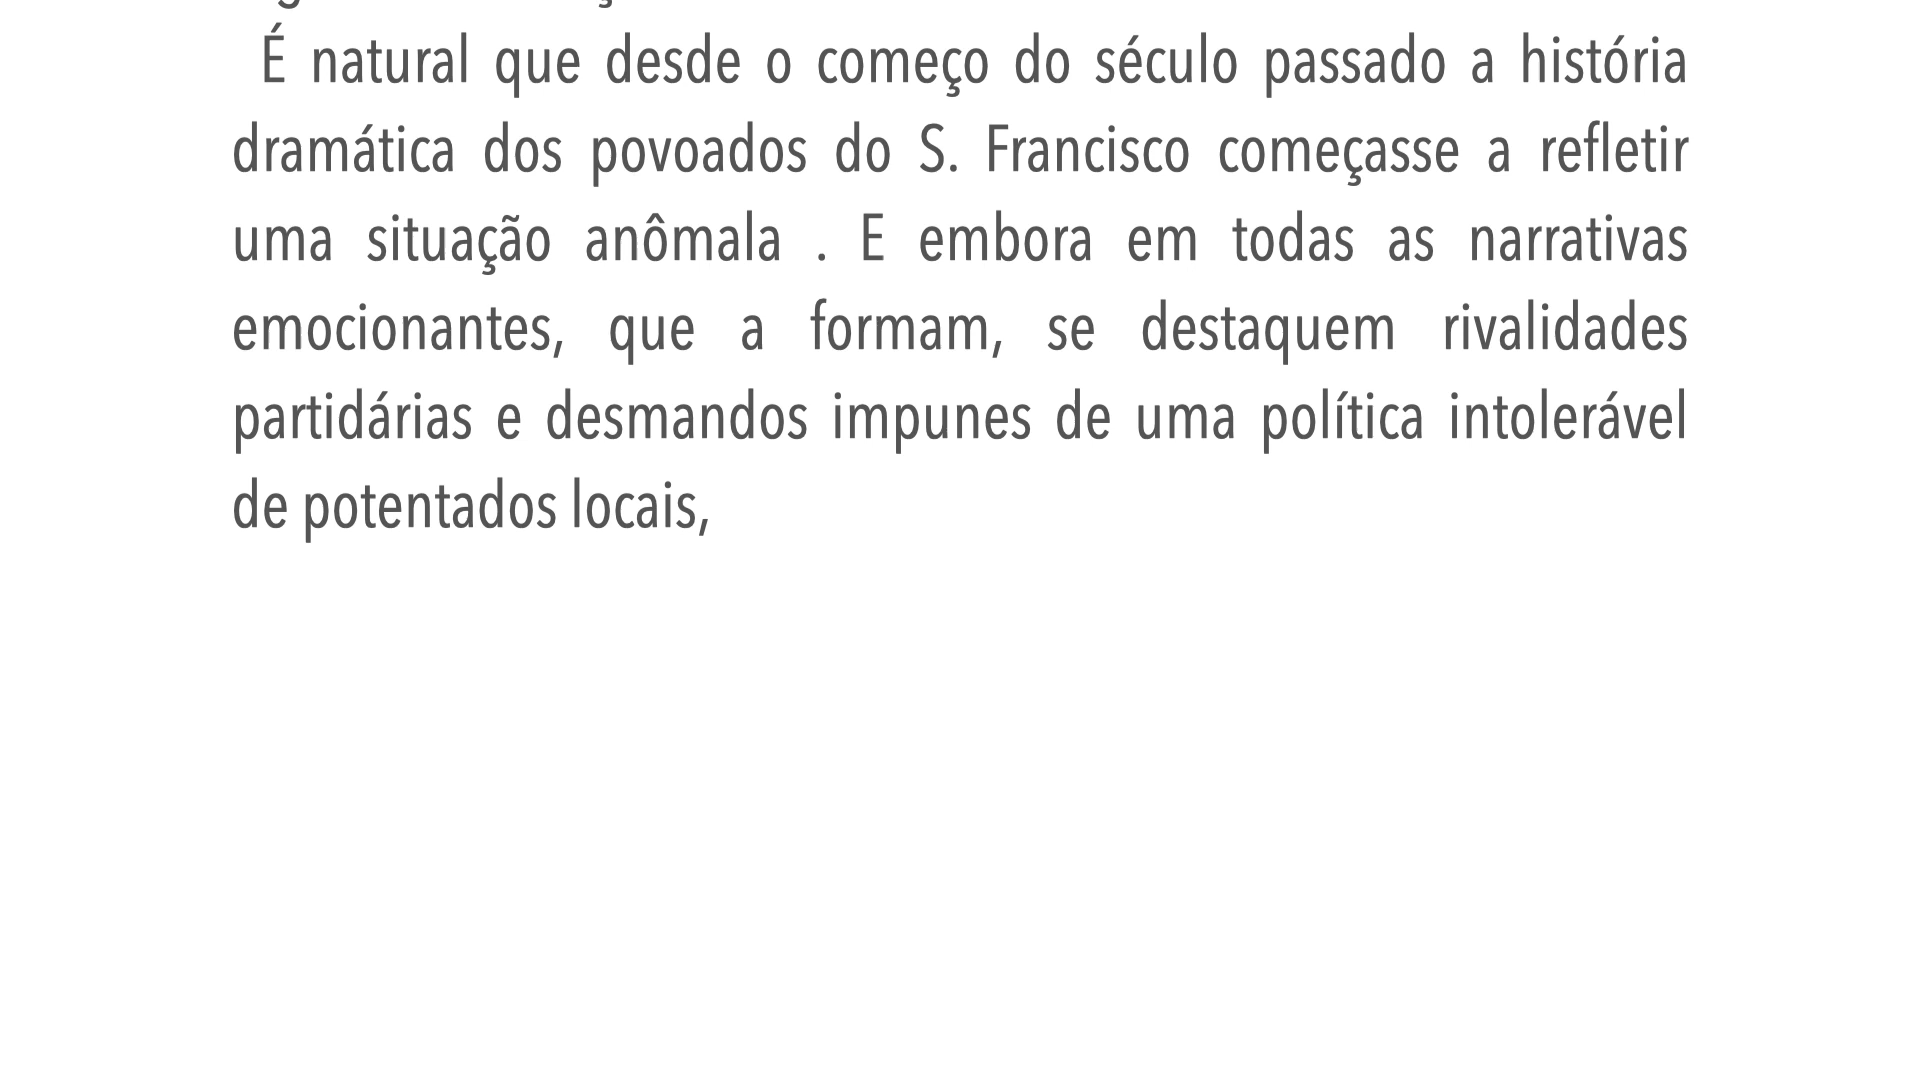 É natural que desde o começo do século passado a história
dramática dos povoados do S. Francisco começasse a refletir
uma situação anômala . E embora em todas as narrativas
emocionantes, que a formam, se destaquem rivalidades
partidárias e desmandos impunes de uma política intolerável
de potentados locais,